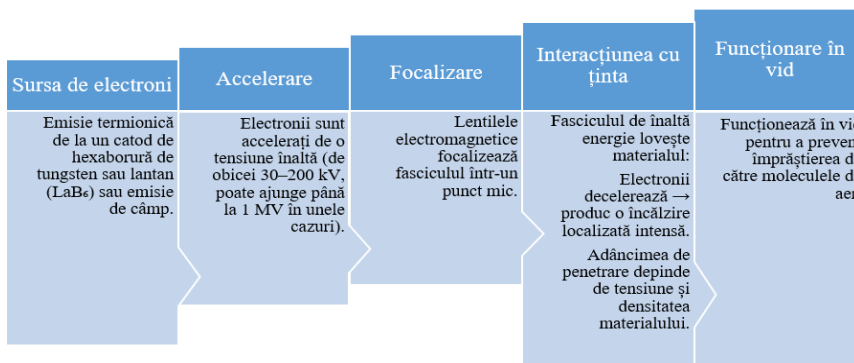 Sursa de electroni
Emisie termionică
de la un catod de
hexaborură de
tungsten sau lantan
(LaB₆) sau emisie
de câmp.
Accelerare
Electronii sunt
accelerați de o
tensiune înaltă (de
obicei 30–200 kV,
poate ajunge până
la 1 MV în unele
cazuri).
Focalizare
Lentilele
electromagnetice
focalizează
fasciculul într-un
punct mic.
Interacțiunea cu
ținta
Fasciculul de înaltă
energie lovește
materialul:
Electronii
decelerează →
produc o încălzire
localizată intensă.
Adâncimea de
penetrare depinde
de tensiune și
densitatea
materialului.
Funcționare în
vid
Funcționează în vid
pentru a preven
împrăștierea d
către moleculele d
aer